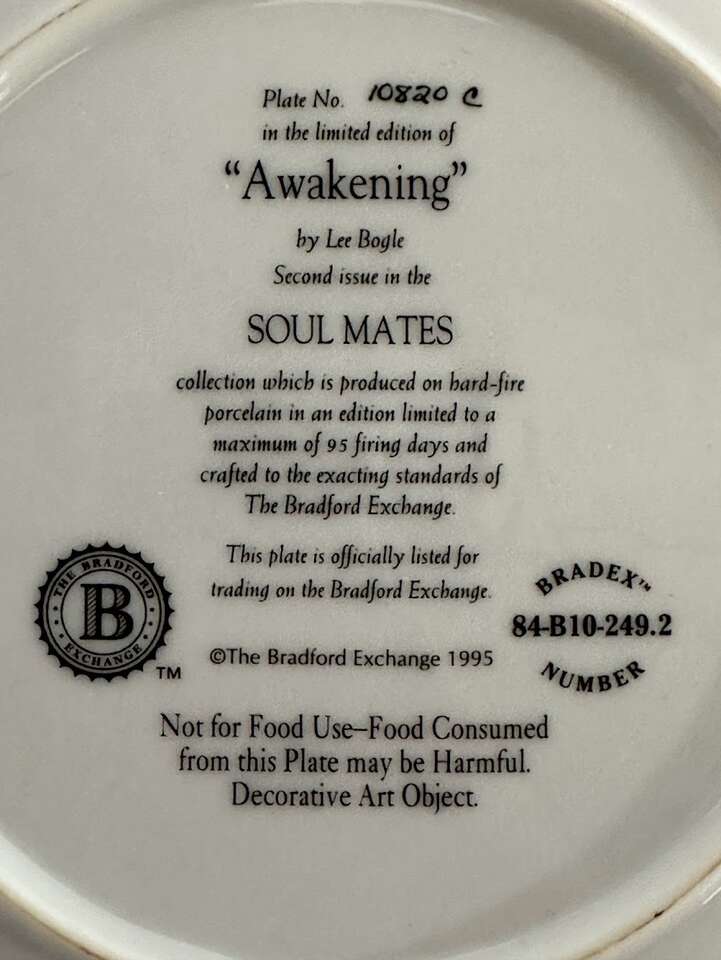 Plate No. 10820 C
in the limited edition of
“Awakening”
by Lee Bogle
Second issue in the
SOUL MATES
collection which is produced on hard-fire
porcelain in an edition limited to a
maximum of 95 firing days and
crafted to the exacting standards of
The Bradford Exchange.
This plate is officially listed for
trading on the Bradford Exchange.
THE BRADFORD
B
EXCHANGE
TM
BRADEX™
84-B10-249.2
NUMBER
©The Bradford Exchange 1995
Not for Food Use–Food Consumed
from this Plate may be Harmful.
Decorative Art Object.